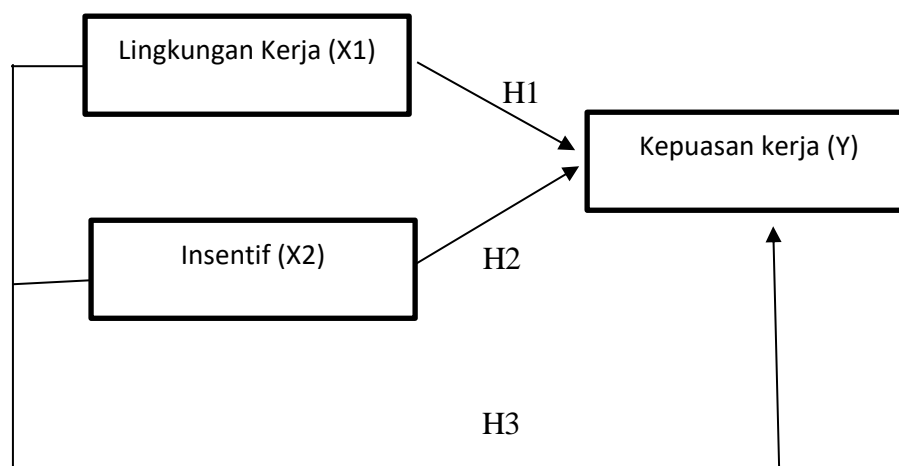 Lingkungan Kerja (X1)
H1
Kepuasan kerja (Y)
Insentif (X2)
H2
H3